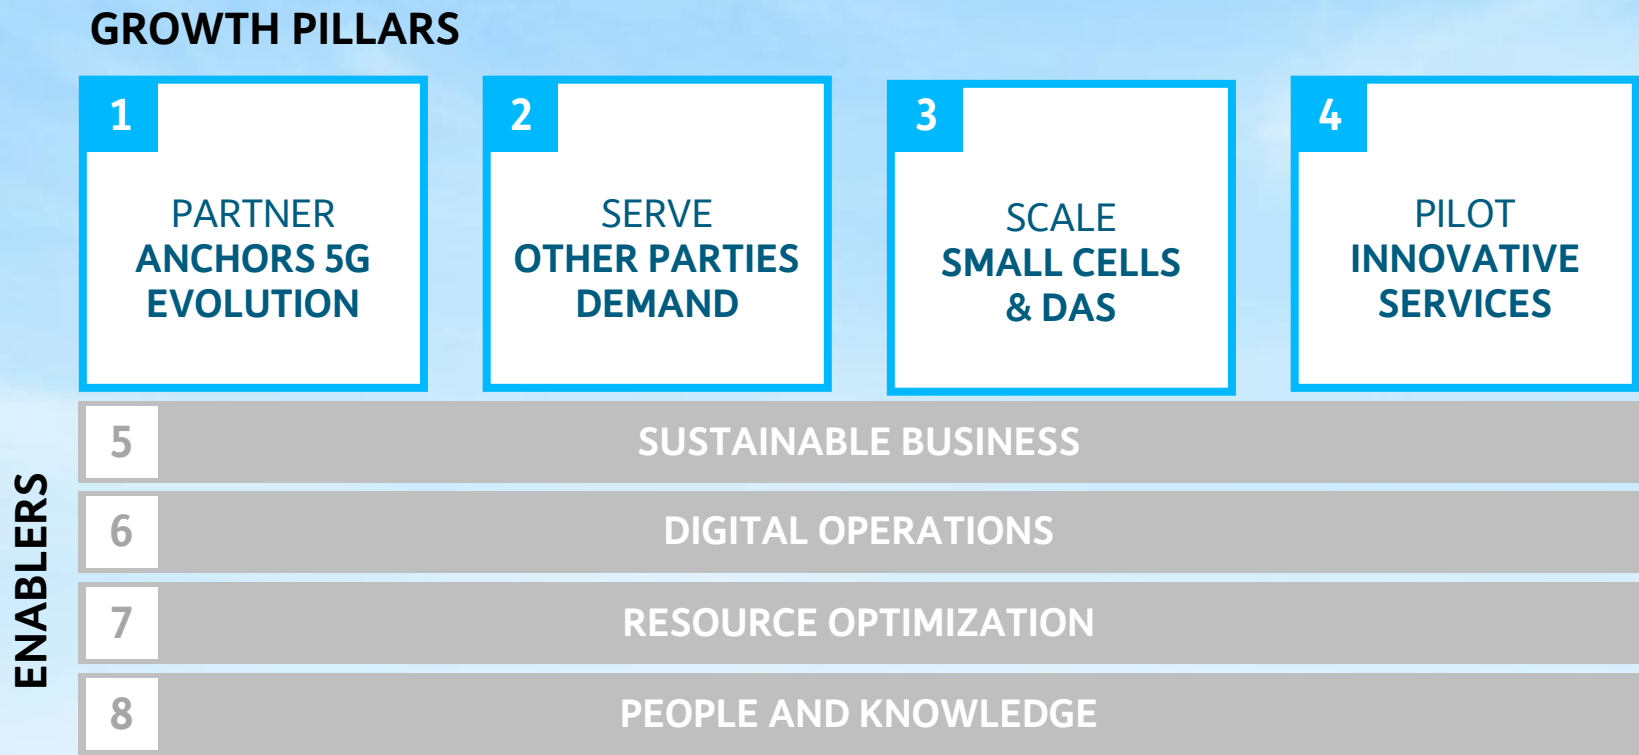 GROWTH PILLARS
1
PARTNER
ANCHORS 5G
EVOLUTION
2
SERVE
OTHER PARTIES
DEMAND
3
SCALE
SMALL CELLS
& DAS
4
PILOT
INNOVATIVE
SERVICES
ENABLERS
5
SUSTAINABLE BUSINESS
6
DIGITAL OPERATIONS
7
RESOURCE OPTIMIZATION
8
PEOPLE AND KNOWLEDGE